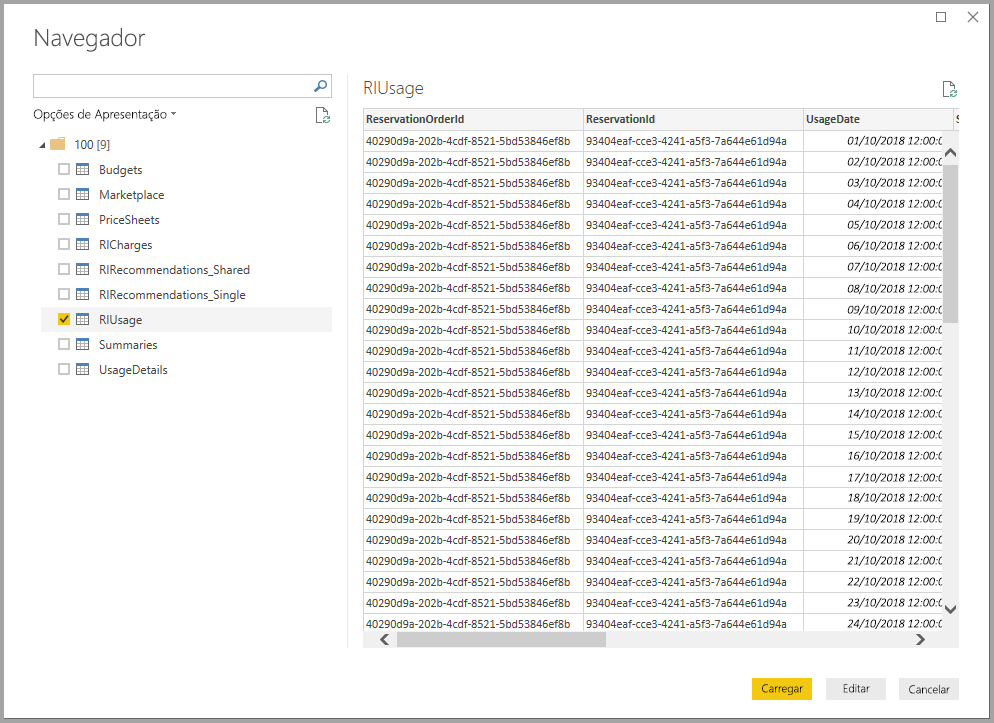 Navegador
Opções de Apresentação
100 [9]
Budgets
Marketplace
PriceSheets
RICharges
RIRecommendations_Shared
RIRecommendations_Single
RIUsage
Summaries
UsageDetails
RIUsage
ReservationOrderId ReservationId UsageDate S
40290d9a-202b-4cdf-8521-5bd53846ef8b 93404eaf-cce3-4241-a5f3-7a644e61d94a 01/10/2018 12:00:0
40290d9a-202b-4cdf-8521-5bd53846ef8b 93404eaf-cce3-4241-a5f3-7a644e61d94a 02/10/2018 12:00:0
40290d9a-202b-4cdf-8521-5bd53846ef8b 93404eaf-cce3-4241-a5f3-7a644e61d94a 03/10/2018 12:00:0
40290d9a-202b-4cdf-8521-5bd53846ef8b 93404eaf-cce3-4241-a5f3-7a644e61d94a 04/10/2018 12:00:0
40290d9a-202b-4cdf-8521-5bd53846ef8b 93404eaf-cce3-4241-a5f3-7a644e61d94a 05/10/2018 12:00:0
40290d9a-202b-4cdf-8521-5bd53846ef8b 93404eaf-cce3-4241-a5f3-7a644e61d94a 06/10/2018 12:00:0
40290d9a-202b-4cdf-8521-5bd53846ef8b 93404eaf-cce3-4241-a5f3-7a644e61d94a 07/10/2018 12:00:0
40290d9a-202b-4cdf-8521-5bd53846ef8b 93404eaf-cce3-4241-a5f3-7a644e61d94a 08/10/2018 12:00:0
40290d9a-202b-4cdf-8521-5bd53846ef8b 93404eaf-cce3-4241-a5f3-7a644e61d94a 09/10/2018 12:00:0
40290d9a-202b-4cdf-8521-5bd53846ef8b 93404eaf-cce3-4241-a5f3-7a644e61d94a 10/10/2018 12:00:0
40290d9a-202b-4cdf-8521-5bd53846ef8b 93404eaf-cce3-4241-a5f3-7a644e61d94a 11/10/2018 12:00:0
40290d9a-202b-4cdf-8521-5bd53846ef8b 93404eaf-cce3-4241-a5f3-7a644e61d94a 12/10/2018 12:00:0
40290d9a-202b-4cdf-8521-5bd53846ef8b 93404eaf-cce3-4241-a5f3-7a644e61d94a 13/10/2018 12:00:0
40290d9a-202b-4cdf-8521-5bd53846ef8b 93404eaf-cce3-4241-a5f3-7a644e61d94a 14/10/2018 12:00:0
40290d9a-202b-4cdf-8521-5bd53846ef8b 93404eaf-cce3-4241-a5f3-7a644e61d94a 15/10/2018 12:00:0
40290d9a-202b-4cdf-8521-5bd53846ef8b 93404eaf-cce3-4241-a5f3-7a644e61d94a 16/10/2018 12:00:0
40290d9a-202b-4cdf-8521-5bd53846ef8b 93404eaf-cce3-4241-a5f3-7a644e61d94a 17/10/2018 12:00:0
40290d9a-202b-4cdf-8521-5bd53846ef8b 93404eaf-cce3-4241-a5f3-7a644e61d94a 18/10/2018 12:00:0
40290d9a-202b-4cdf-8521-5bd53846ef8b 93404eaf-cce3-4241-a5f3-7a644e61d94a 19/10/2018 12:00:0
40290d9a-202b-4cdf-8521-5bd53846ef8b 93404eaf-cce3-4241-a5f3-7a644e61d94a 20/10/2018 12:00:0
40290d9a-202b-4cdf-8521-5bd53846ef8b 93404eaf-cce3-4241-a5f3-7a644e61d94a 21/10/2018 12:00:0
40290d9a-202b-4cdf-8521-5bd53846ef8b 93404eaf-cce3-4241-a5f3-7a644e61d94a 22/10/2018 12:00:0
40290d9a-202b-4cdf-8521-5bd53846ef8b 93404eaf-cce3-4241-a5f3-7a644e61d94a 23/10/2018 12:00:0
40290d9a-202b-4cdf-8521-5bd53846ef8b 93404eaf-cce3-4241-a5f3-7a644e61d94a 24/10/2018 12:00:0
Carregar Editar Cancelar